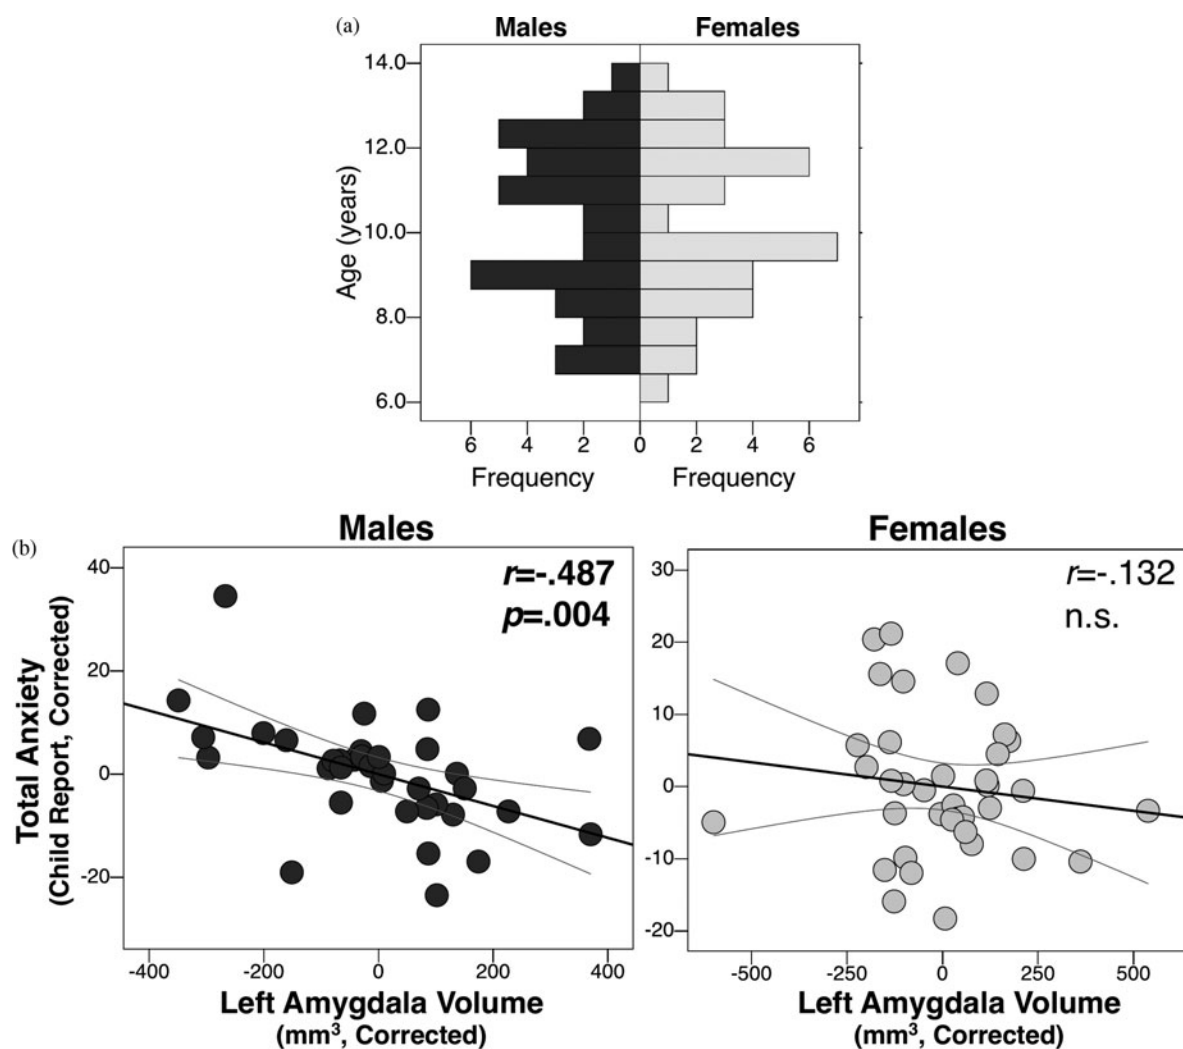 (a)
Males Females
14.0
12.0
10.0
8.0
6.0
Age (years)
6 4 2 0 2 4 6
Frequency Frequency
(b)
Males
r=-.487
p=.004
40
20
0
-20
Total Anxiety
(Child Report, Corrected)
-400 -200 0 200 400
Left Amygdala Volume
(mm³, Corrected)
Females
r=-.132
n.s.
30
20
10
0
-10
-20
-500 -250 0 250 500
Left Amygdala Volume
(mm³, Corrected)